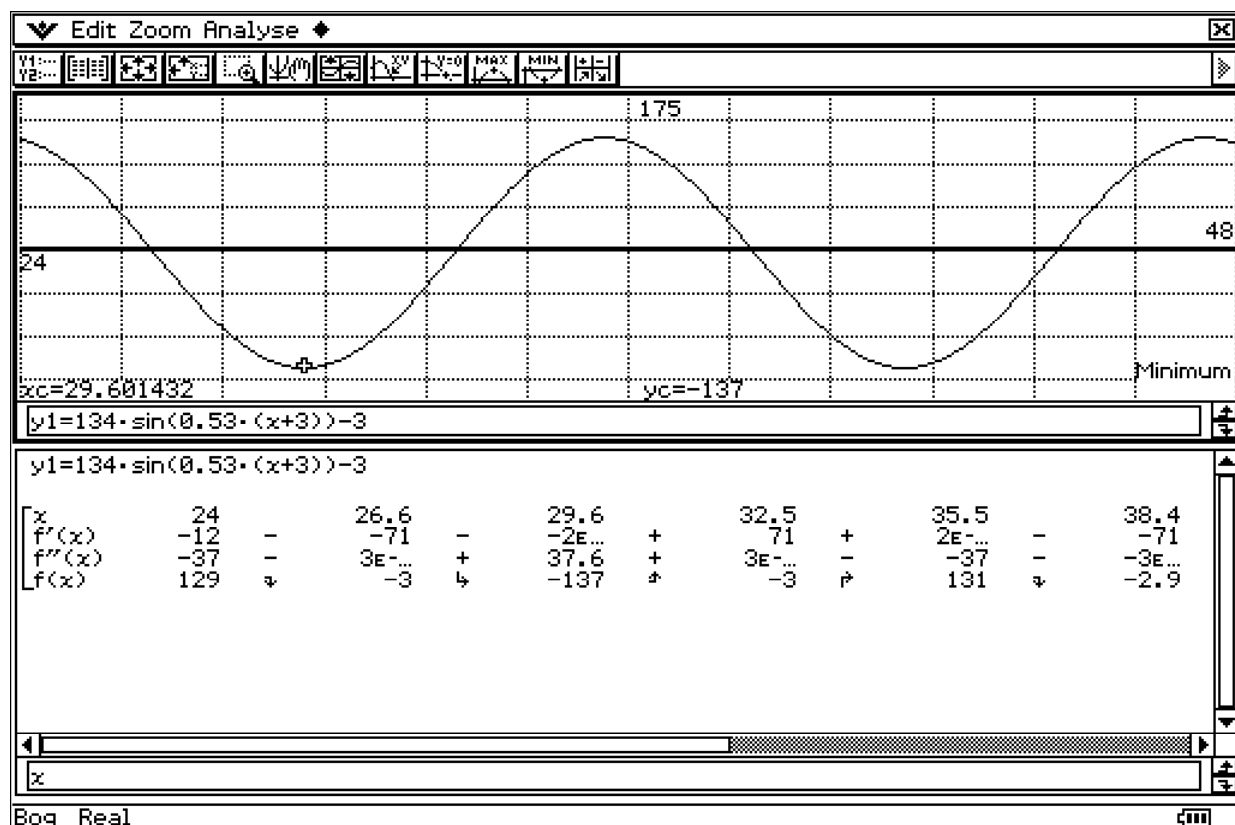 Edit Zoom Analyse
175
48
24
Minimum
xc=29.601432 yc=-137
y1=134·sin(0.53·(x+3))-3
y1=134·sin(0.53·(x+3))-3
x 24 26.6 29.6 32.5 35.5 38.4
f'(x) -12 - -71 - -2E… + 71 + 2E-… - -71
f''(x) -37 - 3E-… + 37.6 + 3E-… - -37 - -3E…
f(x) 129 -3 -137 -3 131 -2.9
x
Bog Real